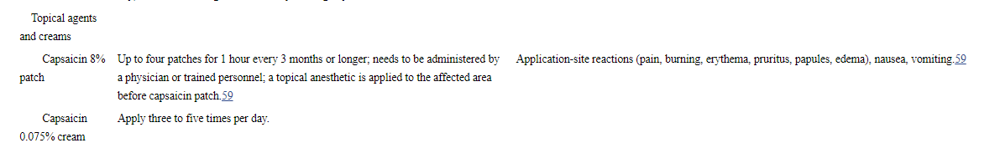 Topical agents
and creams
Capsaicin 8% Up to four patches for 1 hour every 3 months or longer; needs to be administered by Application-site reactions (pain, burning, erythema, pruritus, papules, edema), nausea, vomiting.59
patch a physician or trained personnel; a topical anesthetic is applied to the affected area
before capsaicin patch.59
Capsaicin Apply three to five times per day.
0.075% cream